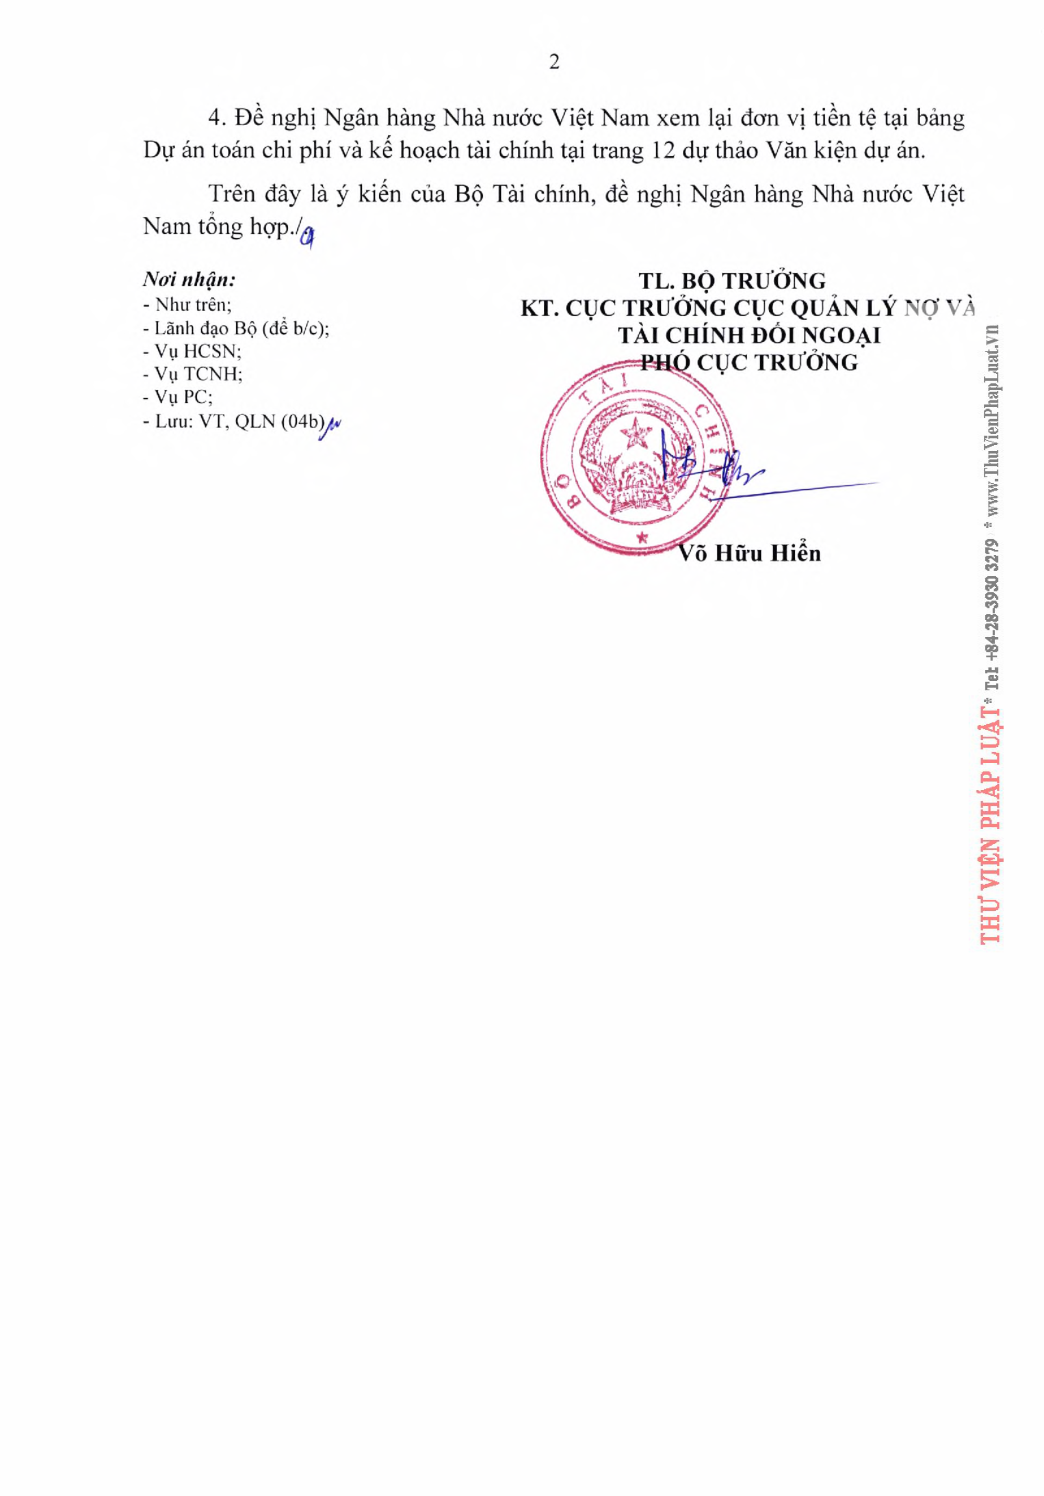 2
4. Đề nghị Ngân hàng Nhà nước Việt Nam xem lại đơn vị tiền tệ tại bảng
Dự án toán chi phí và kế hoạch tài chính tại trang 12 dự thảo Văn kiện dự án.
Trên đây là ý kiến của Bộ Tài chính, đề nghị Ngân hàng Nhà nước Việt
Nam tổng hợp./.
Nơi nhận:
- Như trên;
- Lãnh đạo Bộ (để b/c);
- Vụ HCSN;
- Vụ TCNH;
- Vụ PC;
- Lưu: VT, QLN (04b)
TL. BỘ TRƯỞNG
KT. CỤC TRƯỞNG CỤC QUẢN LÝ NỢ VÀ
TÀI CHÍNH ĐỐI NGOẠI
PHÓ CỤC TRƯỞNG
BỘ TÀI CHÍNH
Võ Hữu Hiển
THƯ VIỆN PHÁP LUẬT * Tel: +84-28-3930 3279 * www.ThuVienPhapLuat.vn